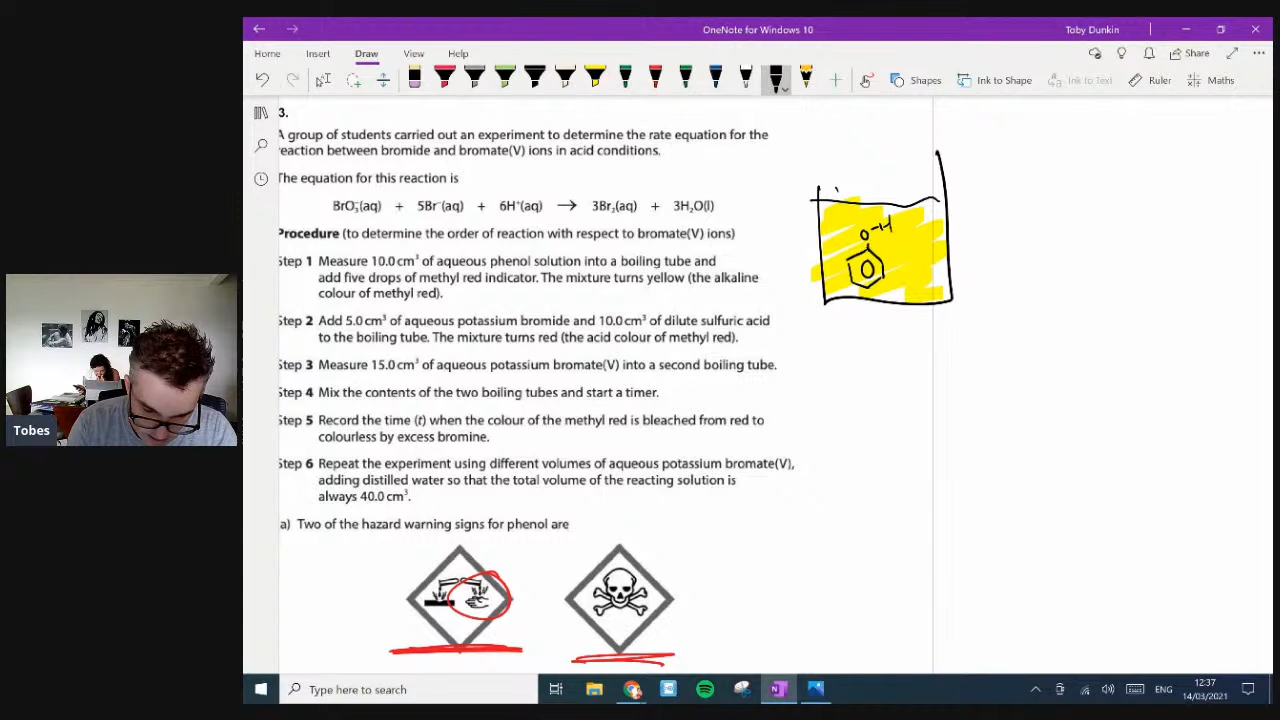 OneNote for Windows 10
Toby Dunkin
Home Insert Draw View Help
Share
Shapes Ink to Shape Ink to Text Ruler Maths
3.
A group of students carried out an experiment to determine the rate equation for the
reaction between bromide and bromate(V) ions in acid conditions.
The equation for this reaction is
BrO₃⁻(aq) + 5Br⁻(aq) + 6H⁺(aq) → 3Br₂(aq) + 3H₂O(l)
Procedure (to determine the order of reaction with respect to bromate(V) ions)
Step 1 Measure 10.0 cm³ of aqueous phenol solution into a boiling tube and
add five drops of methyl red indicator. The mixture turns yellow (the alkaline
colour of methyl red).
Step 2 Add 5.0 cm³ of aqueous potassium bromide and 10.0 cm³ of dilute sulfuric acid
to the boiling tube. The mixture turns red (the acid colour of methyl red).
Step 3 Measure 15.0 cm³ of aqueous potassium bromate(V) into a second boiling tube.
Step 4 Mix the contents of the two boiling tubes and start a timer.
Step 5 Record the time (t) when the colour of the methyl red is bleached from red to
colourless by excess bromine.
Step 6 Repeat the experiment using different volumes of aqueous potassium bromate(V),
adding distilled water so that the total volume of the reacting solution is
always 40.0 cm³.
a) Two of the hazard warning signs for phenol are
O-H
Tobes
Type here to search
ENG
12:37
14/03/2021